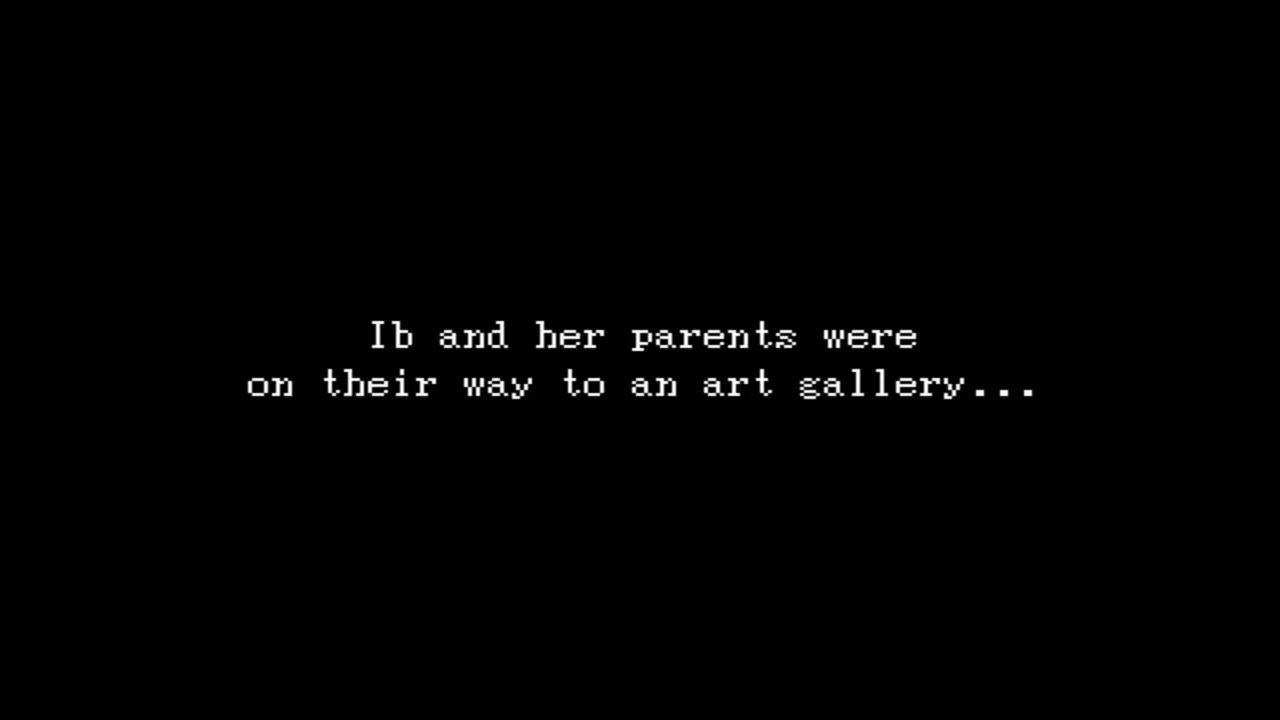 Ib and her parents were
on their way to an art gallery...